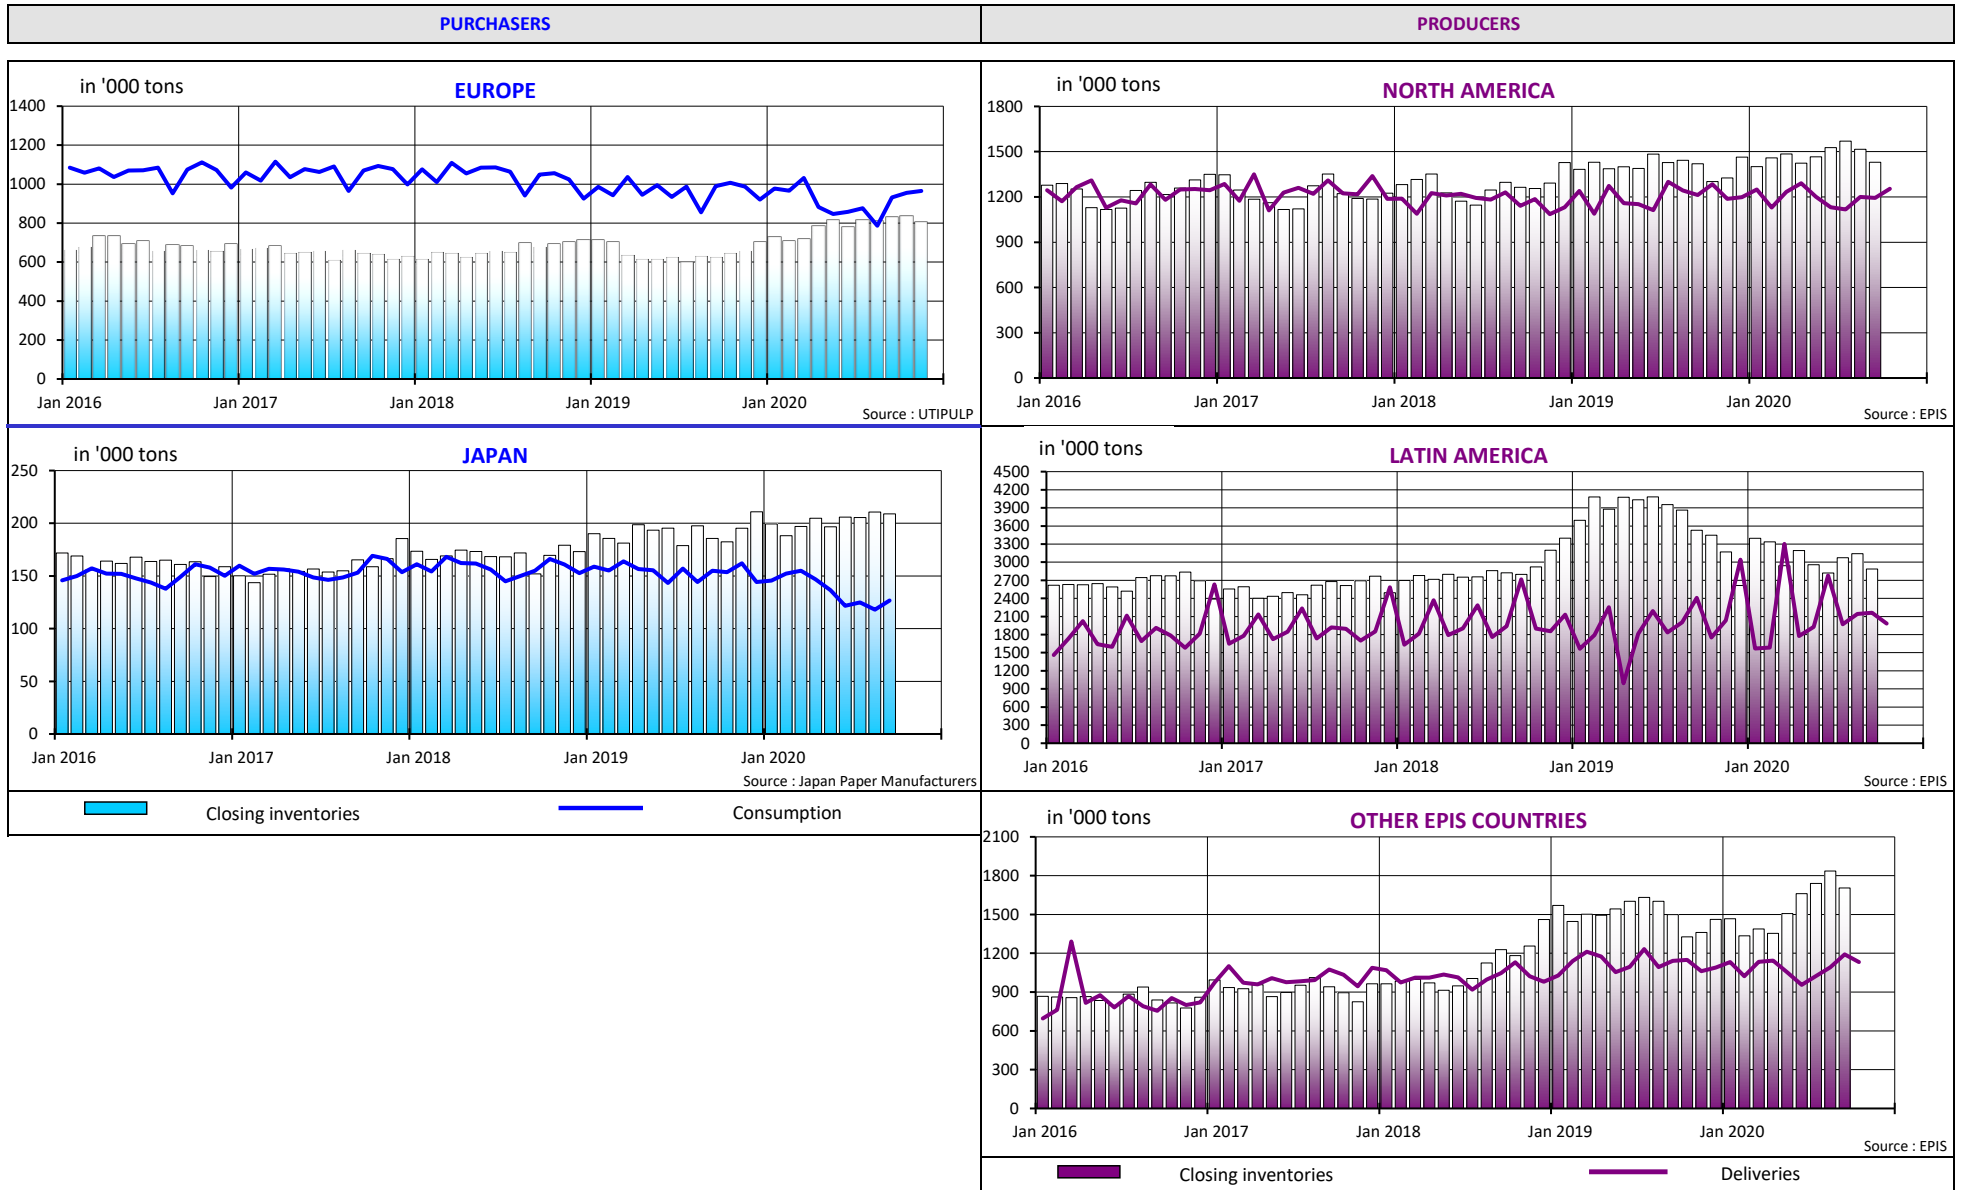 PURCHASERS
PRODUCERS
in '000 tons
EUROPE
1400
1200
1000
800
600
400
200
0
Jan 2016 Jan 2017 Jan 2018 Jan 2019 Jan 2020
Source : UTIPULP
in '000 tons
JAPAN
250
200
150
100
50
0
Jan 2016 Jan 2017 Jan 2018 Jan 2019 Jan 2020
Source : Japan Paper Manufacturers
Closing inventories Consumption
in '000 tons
NORTH AMERICA
1800
1500
1200
900
600
300
0
Jan 2016 Jan 2017 Jan 2018 Jan 2019 Jan 2020
Source : EPIS
in '000 tons
LATIN AMERICA
4500
4200
3900
3600
3300
3000
2700
2400
2100
1800
1500
1200
900
600
300
0
Jan 2016 Jan 2017 Jan 2018 Jan 2019 Jan 2020
Source : EPIS
in '000 tons
OTHER EPIS COUNTRIES
2100
1800
1500
1200
900
600
300
0
Jan 2016 Jan 2017 Jan 2018 Jan 2019 Jan 2020
Source : EPIS
Closing inventories Deliveries